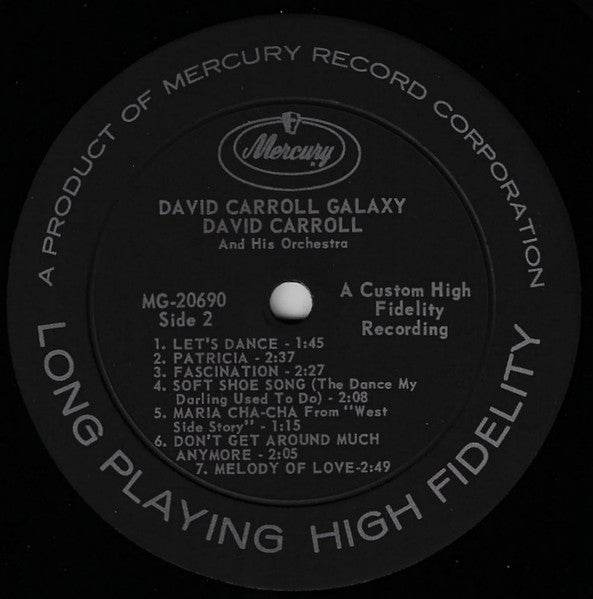 A PRODUCT OF MERCURY RECORD CORPORATION
Mercury
DAVID CARROLL GALAXY
DAVID CARROLL
And His Orchestra
MG-20690
Side 2
A Custom High
Fidelity
Recording
1. LET'S DANCE - 1:45
2. PATRICIA - 2:37
3. FASCINATION - 2:27
4. SOFT SHOE SONG (The Dance My
Darling Used To Do) - 2:08
5. MARIA CHA-CHA From "West
Side Story" - 1:15
6. DON'T GET AROUND MUCH
ANYMORE - 2:05
7. MELODY OF LOVE-2:49
LONG PLAYING HIGH FIDELITY